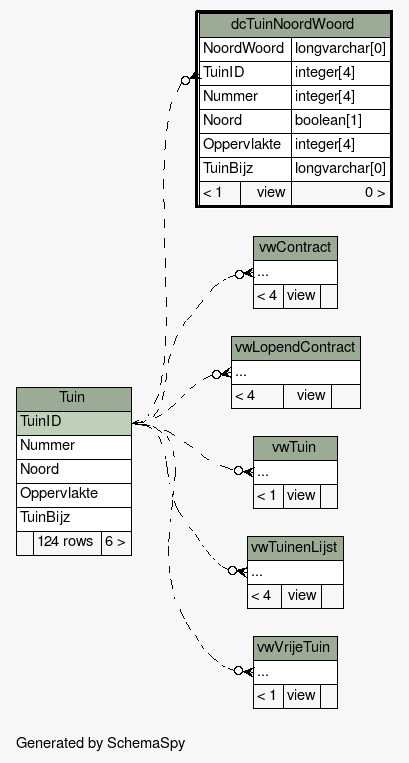 dcTuinNoordWoord
NoordWoord longvarchar[0]
TuinID integer[4]
Nummer integer[4]
Noord boolean[1]
Oppervlakte integer[4]
TuinBijz longvarchar[0]
< 1 view 0 >
vwContract
...
< 4 view
vwLopendContract
...
< 4 view
Tuin
TuinID
Nummer
Noord
Oppervlakte
TuinBijz
124 rows 6 >
vwTuin
...
< 1 view
vwTuinenLijst
...
< 4 view
vwVrijeTuin
...
< 1 view
Generated by SchemaSpy